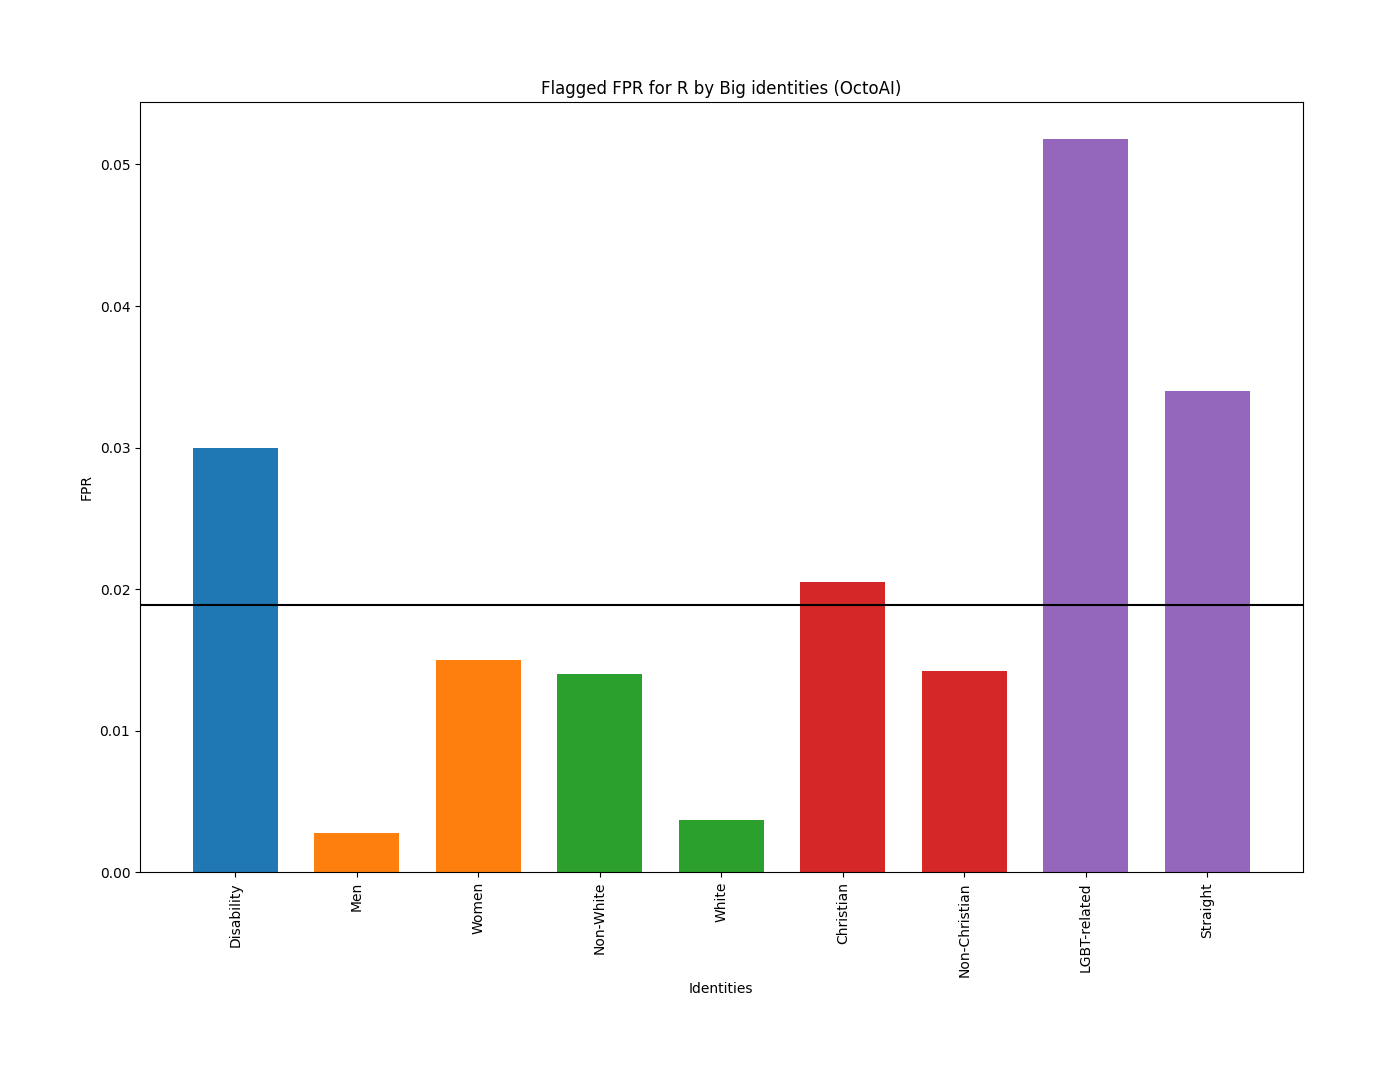 Flagged FPR for R by Big identities (OctoAI)
0.05
0.04
0.03
0.02
0.01
0.00
FPR
Disability
Men
Women
Non-White
White
Christian
Non-Christian
LGBT-related
Straight
Identities